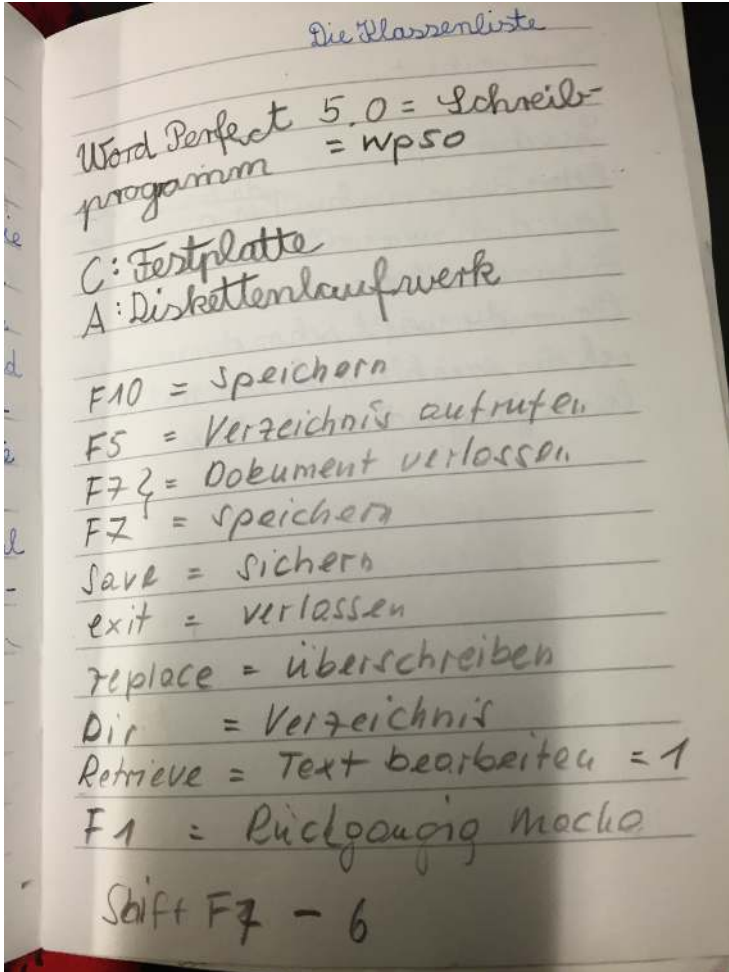 Die Klassenliste
Word Perfect 5.0 = Schreib-
programm = Wp50
C: Festplatte
A: Diskettenlaufwerk
F10 = speichern
F5 = Verzeichnis aufrufen
F7 } = Dokument verlassen
F7 = speichern
Save = sichern
exit = verlassen
replace = überschreiben
Dir = Verzeichnis
Retrieve = Text bearbeiten = 1
F1 = Rückgängig mache
Shift F7 - 6